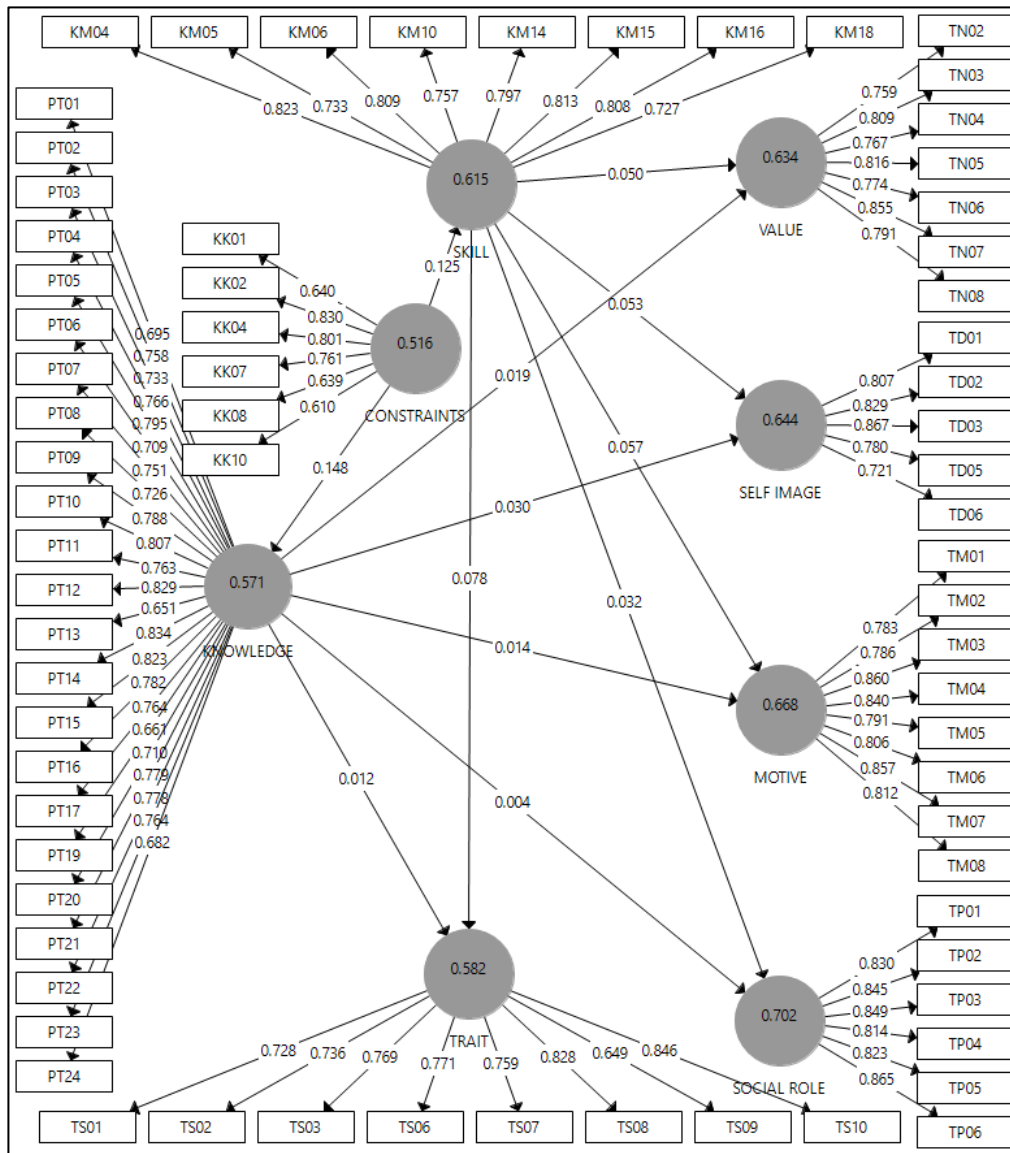 KM04 KM05 KM06 KM10 KM14 KM15 KM16 KM18
0.823 0.733 0.809 0.757 0.797 0.813 0.808 0.727
PT01
PT02
PT03
PT04
PT05
PT06
PT07
PT08
PT09
PT10
PT11
PT12
PT13
PT14
PT15
PT16
PT17
PT19
PT20
PT21
PT22
PT23
PT24
0.695
0.758
0.733
0.766
0.795
0.709
0.751
0.726
0.788
0.807
0.763
0.829
0.651
0.834
0.823
0.782
0.764
0.661
0.710
0.779
0.778
0.764
0.682
KK01
KK02
KK04
KK07
KK08
KK10
0.640
0.830
0.801
0.761
0.639
0.610
0.615
SKILL
0.125
0.516
CONSTRAINTS
0.148
0.571
KNOWLEDGE
0.050
0.019
0.053
0.057
0.030
0.078
0.032
0.014
0.012
0.004
0.634
VALUE
0.759
0.809
0.767
0.816
0.774
0.855
0.791
TN02
TN03
TN04
TN05
TN06
TN07
TN08
0.644
SELF IMAGE
0.807
0.829
0.867
0.780
0.721
TD01
TD02
TD03
TD05
TD06
0.668
MOTIVE
0.783
0.786
0.860
0.840
0.791
0.806
0.857
0.812
TM01
TM02
TM03
TM04
TM05
TM06
TM07
TM08
0.702
SOCIAL ROLE
0.830
0.845
0.849
0.814
0.823
0.865
TP01
TP02
TP03
TP04
TP05
TP06
0.582
TRAIT
0.728 0.736 0.769 0.771 0.759 0.828 0.649 0.846
TS01 TS02 TS03 TS06 TS07 TS08 TS09 TS10